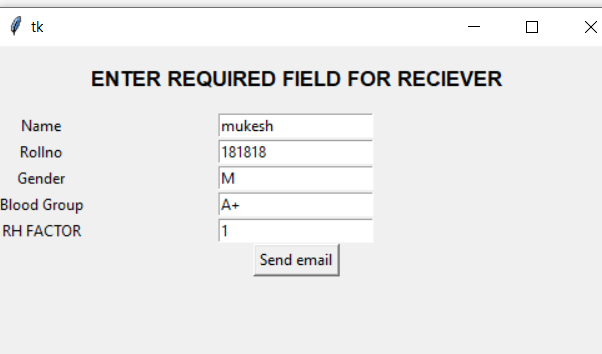 tk
ENTER REQUIRED FIELD FOR RECIEVER
Name mukesh
Rollno 181818
Gender M
Blood Group A+
RH FACTOR 1
Send email